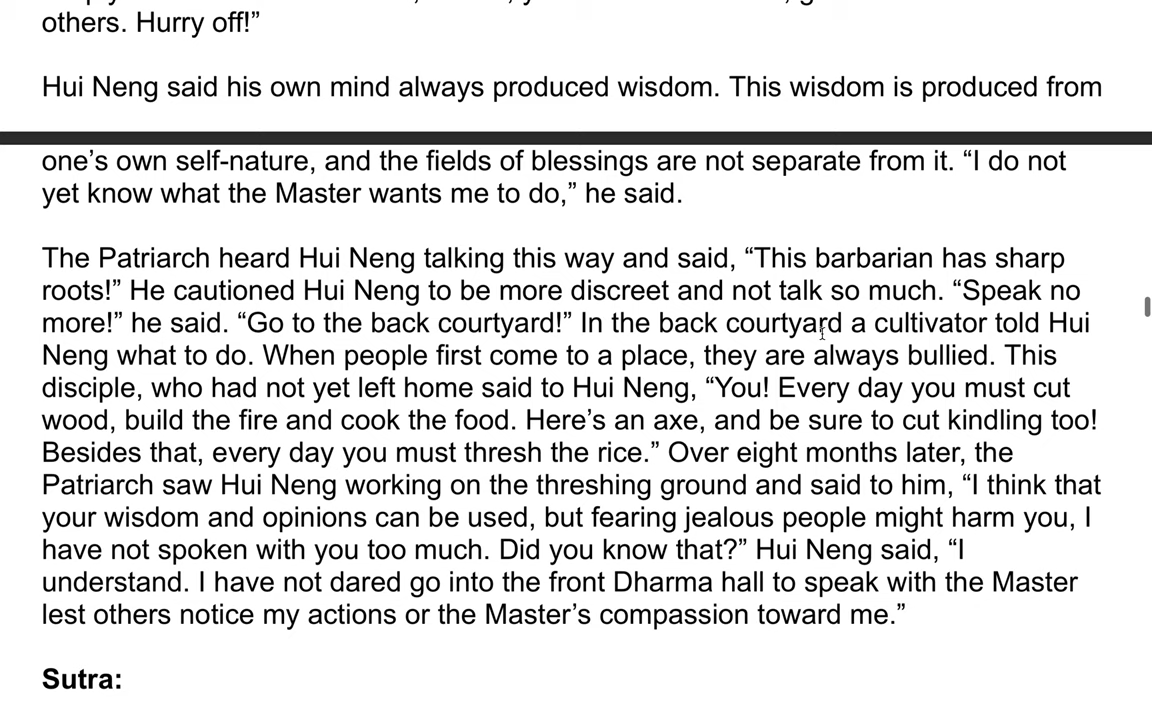 others. Hurry off!”
Hui Neng said his own mind always produced wisdom. This wisdom is produced from
one’s own self-nature, and the fields of blessings are not separate from it. “I do not
yet know what the Master wants me to do,” he said.
The Patriarch heard Hui Neng talking this way and said, “This barbarian has sharp
roots!” He cautioned Hui Neng to be more discreet and not talk so much. “Speak no
more!” he said. “Go to the back courtyard!” In the back courtyard a cultivator told Hui
Neng what to do. When people first come to a place, they are always bullied. This
disciple, who had not yet left home said to Hui Neng, “You! Every day you must cut
wood, build the fire and cook the food. Here’s an axe, and be sure to cut kindling too!
Besides that, every day you must thresh the rice.” Over eight months later, the
Patriarch saw Hui Neng working on the threshing ground and said to him, “I think that
your wisdom and opinions can be used, but fearing jealous people might harm you, I
have not spoken with you too much. Did you know that?” Hui Neng said, “I
understand. I have not dared go into the front Dharma hall to speak with the Master
lest others notice my actions or the Master’s compassion toward me.”
Sutra: